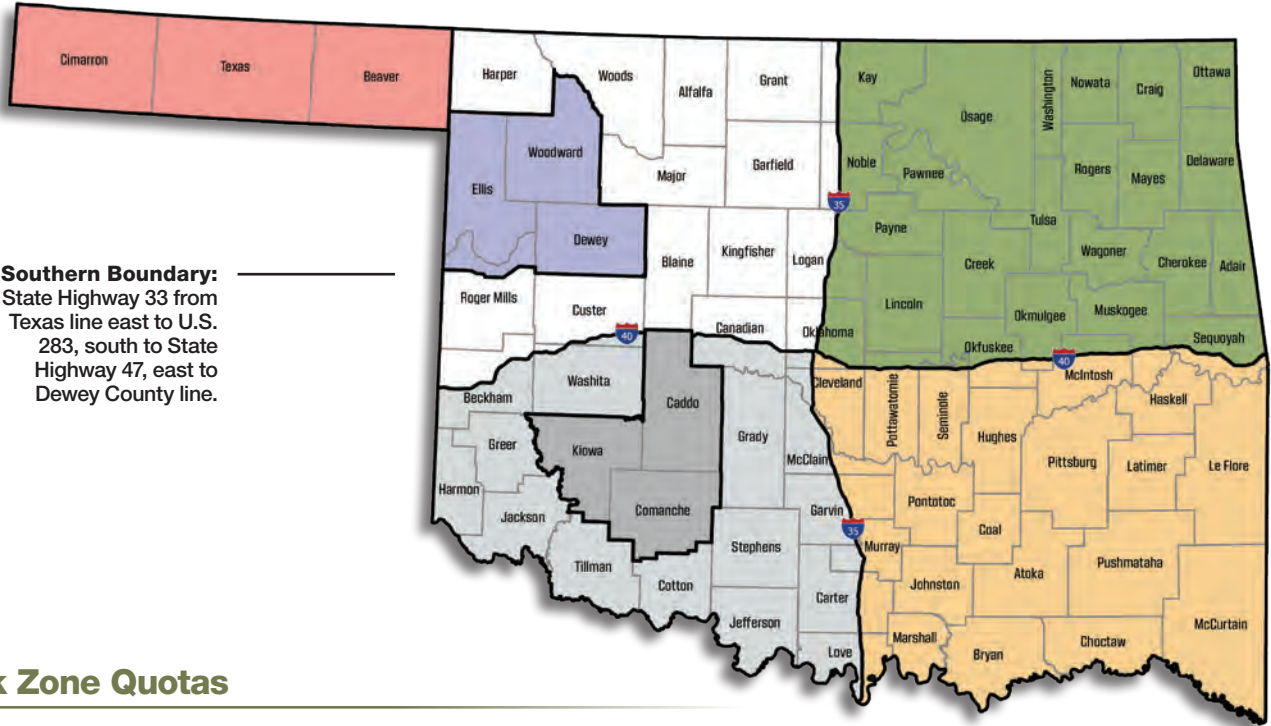 Cimarron
Texas
Beaver
Harper
Woods
Alfalfa
Grant
Kay
Osage
Washington
Nowata
Craig
Ottawa
Woodward
Ellis
Major
Garfield
Noble
Pawnee
Rogers
Mayes
Delaware
35
Dewey
Blaine
Kingfisher
Logan
Payne
Creek
Tulsa
Wagoner
Cherokee
Adair
Southern Boundary:
State Highway 33 from
Texas line east to U.S.
283, south to State
Highway 47, east to
Dewey County line.
Roger Mills
Custer
40
Canadian
Oklahoma
Lincoln
Okmulgee
Muskogee
Okfuskee
Sequoyah
40
McIntosh
Beckham
Washita
Caddo
Cleveland
Pottawatomie
Seminole
Haskell
Greer
Kiowa
Grady
McClain
Hughes
Pittsburg
Latimer
Le Flore
Harmon
Jackson
Comanche
Garvin
Pontotoc
35
Coal
Tillman
Stephens
Murray
Cotton
Carter
Johnston
Atoka
Pushmataha
Jefferson
Love
Marshall
Bryan
Choctaw
McCurtain
k Zone Quotas